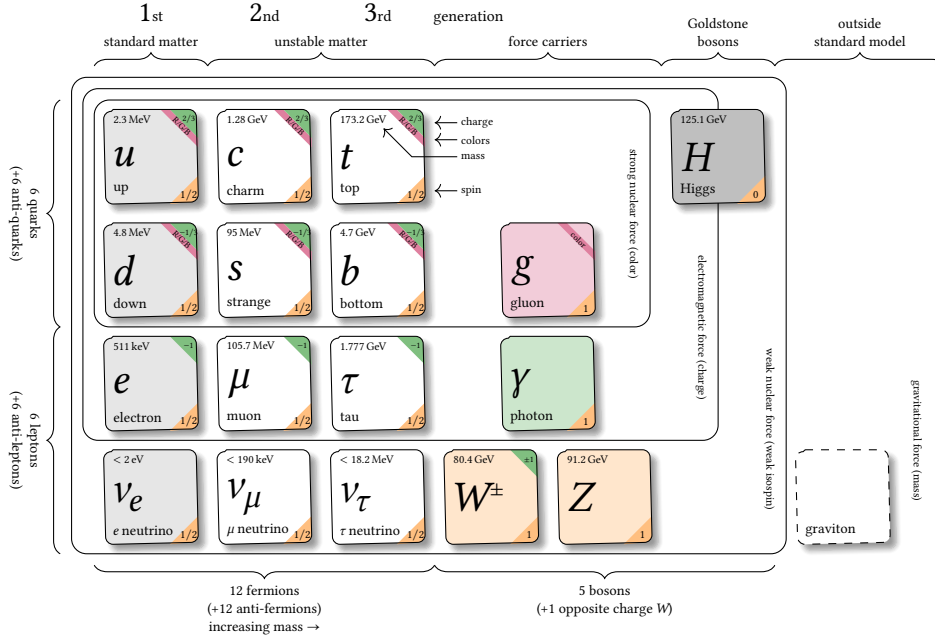 1st
2nd
3rd
generation
Goldstone
bosons
outside
standard model
standard matter
unstable matter
force carriers
6 quarks
(+6 anti-quarks)
2.3 MeV
R/G/B
2/3
u
up
1/2
1.28 GeV
R/G/B
2/3
c
charm
1/2
173.2 GeV
R/G/B
2/3
t
top
1/2
charge
colors
mass
spin
strong nuclear force (color)
125.1 GeV
H
Higgs
0
4.8 MeV
R/G/B
−1/3
d
down
1/2
95 MeV
R/G/B
−1/3
s
strange
1/2
4.7 GeV
R/G/B
−1/3
b
bottom
1/2
color
g
gluon
1
electromagnetic force (charge)
6 leptons
(+6 anti-leptons)
511 keV
−1
e
electron
1/2
105.7 MeV
−1
μ
muon
1/2
1.777 GeV
−1
τ
tau
1/2
γ
photon
1
weak nuclear force (weak isospin)
gravitational force (mass)
< 2 eV
νe
e neutrino
1/2
< 190 keV
νμ
μ neutrino
1/2
< 18.2 MeV
ντ
τ neutrino
1/2
80.4 GeV
±1
W±
1
91.2 GeV
Z
1
graviton
12 fermions
(+12 anti-fermions)
increasing mass →
5 bosons
(+1 opposite charge W)